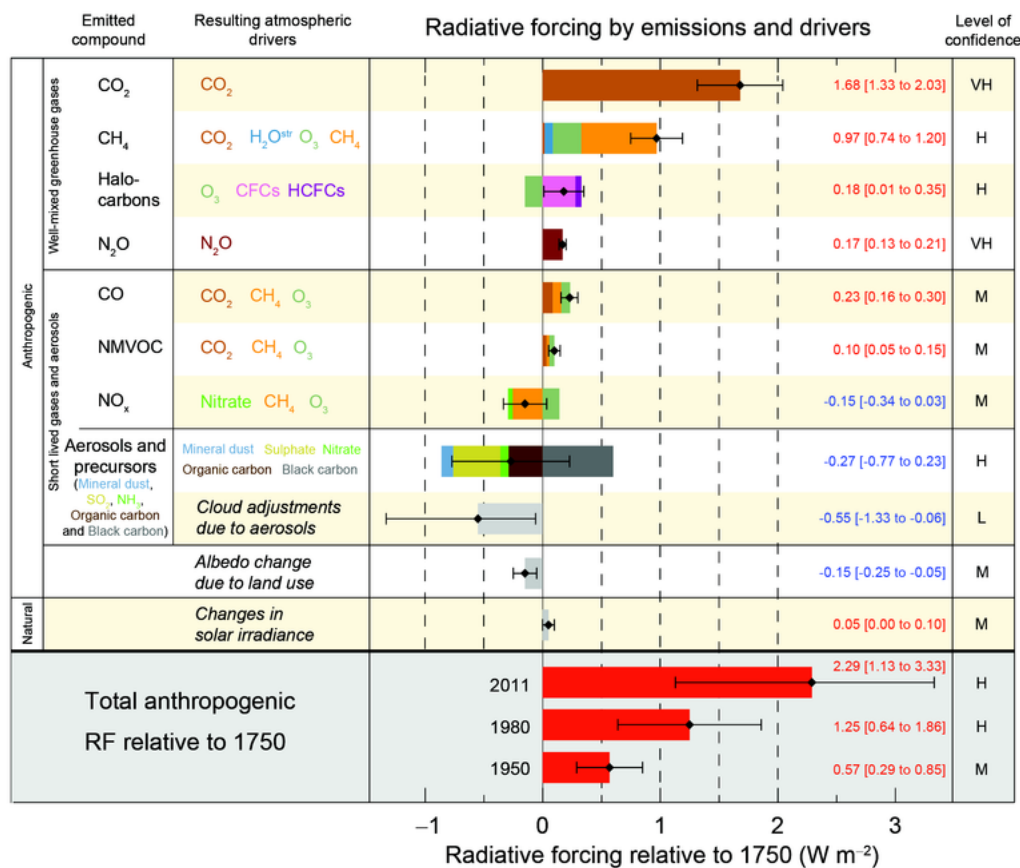 Emitted compound
Resulting atmospheric drivers
Radiative forcing by emissions and drivers
Level of confidence
Anthropogenic
Well-mixed greenhouse gases
CO₂
CO₂
1.68 [1.33 to 2.03]
VH
CH₄
CO₂ H₂Oˢᵗʳ O₃ CH₄
0.97 [0.74 to 1.20]
H
Halo-
carbons
O₃ CFCs HCFCs
0.18 [0.01 to 0.35]
H
N₂O
N₂O
0.17 [0.13 to 0.21]
VH
Short lived gases and aerosols
CO
CO₂ CH₄ O₃
0.23 [0.16 to 0.30]
M
NMVOC
CO₂ CH₄ O₃
0.10 [0.05 to 0.15]
M
NOₓ
Nitrate CH₄ O₃
-0.15 [-0.34 to 0.03]
M
Aerosols and
precursors
(Mineral dust,
SO₂, NH₃,
Organic carbon
and Black carbon)
Mineral dust Sulphate Nitrate
Organic carbon Black carbon
-0.27 [-0.77 to 0.23]
H
Cloud adjustments
due to aerosols
-0.55 [-1.33 to -0.06]
L
Albedo change
due to land use
-0.15 [-0.25 to -0.05]
M
Natural
Changes in
solar irradiance
0.05 [0.00 to 0.10]
M
Total anthropogenic
RF relative to 1750
2011
2.29 [1.13 to 3.33]
H
1980
1.25 [0.64 to 1.86]
H
1950
0.57 [0.29 to 0.85]
M
−1 0 1 2 3
Radiative forcing relative to 1750 (W m⁻²)